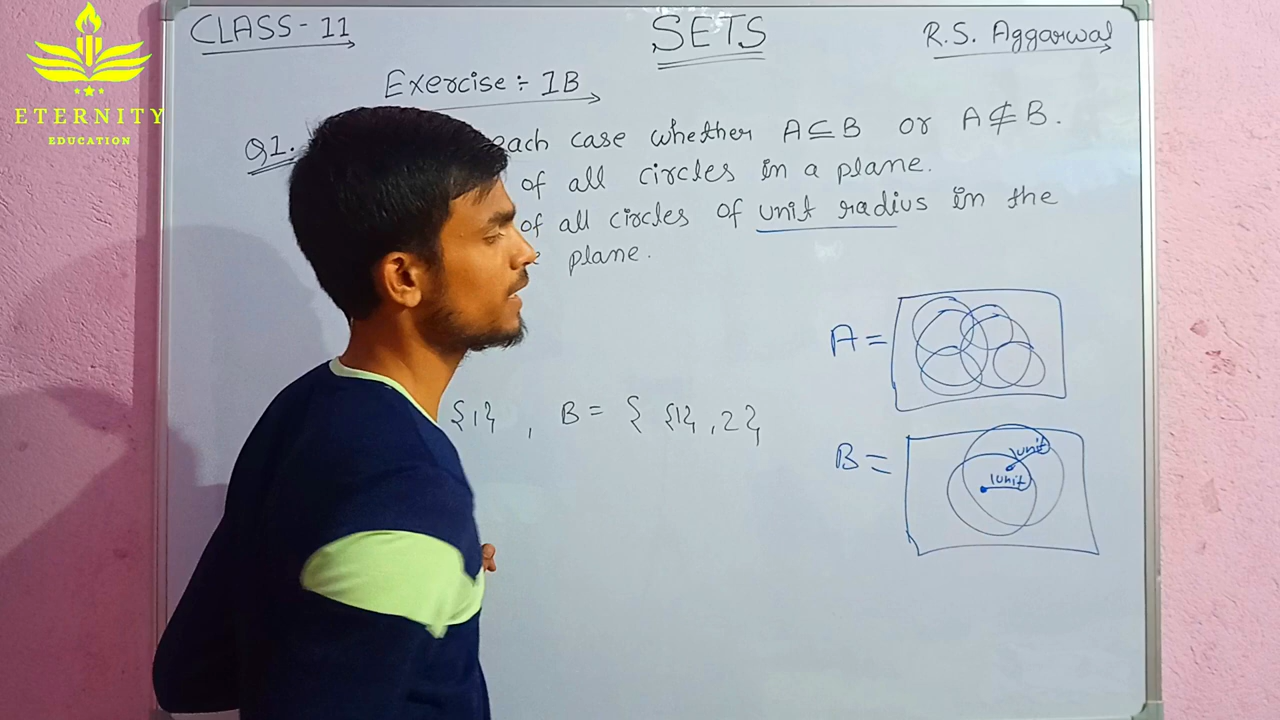 CLASS-11
SETS
R.S. Aggarwal
ETERNITY
EDUCATION
Exercise:- 1B
Q1. each case whether A⊆B or A⊄B.
of all circles in a plane.
of all circles of unit radius in the
plane.
A=
{1} , B = { {1}, 2}
B=
1unit
1unit